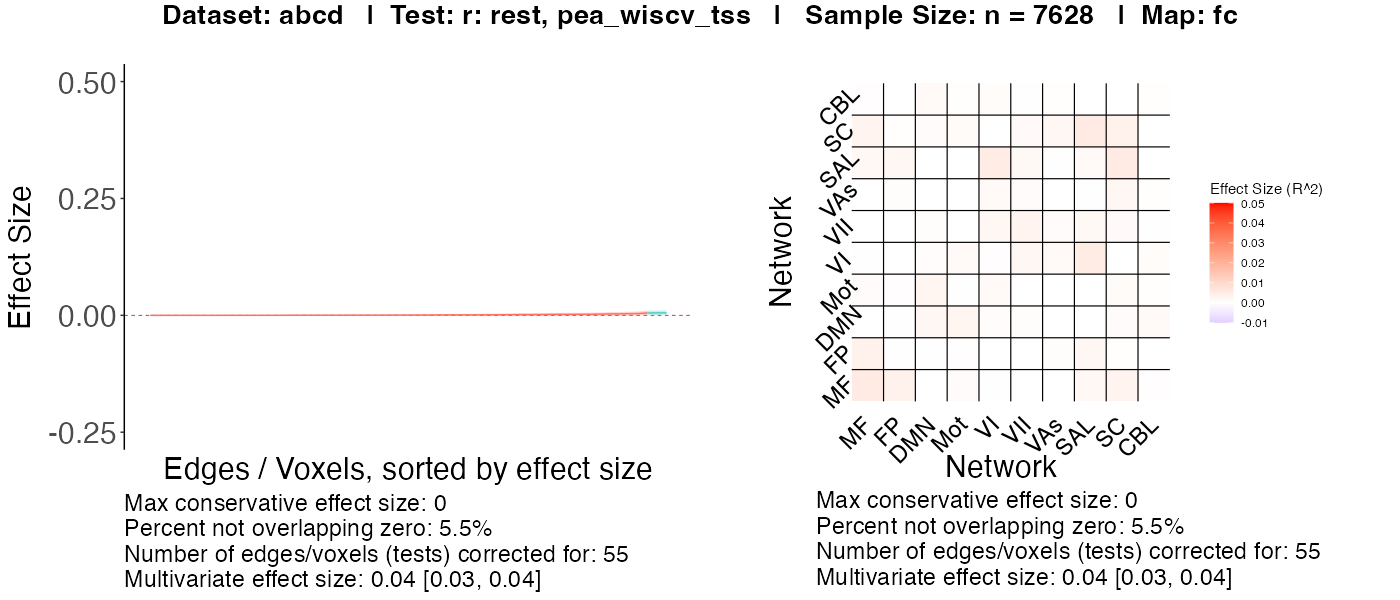 Dataset: abcd | Test: r: rest, pea_wiscv_tss | Sample Size: n = 7628 | Map: fc
0.50
0.25
0.00
-0.25
Effect Size
Edges / Voxels, sorted by effect size
Max conservative effect size: 0
Percent not overlapping zero: 5.5%
Number of edges/voxels (tests) corrected for: 55
Multivariate effect size: 0.04 [0.03, 0.04]
Network
CBL
SC
SAL
VAs
VII
VI
Mot
DMN
FP
MF
MF
FP
DMN
Mot
VI
VII
VAs
SAL
SC
CBL
Network
Effect Size (R^2)
0.05
0.04
0.03
0.02
0.01
0.00
-0.01
Max conservative effect size: 0
Percent not overlapping zero: 5.5%
Number of edges/voxels (tests) corrected for: 55
Multivariate effect size: 0.04 [0.03, 0.04]